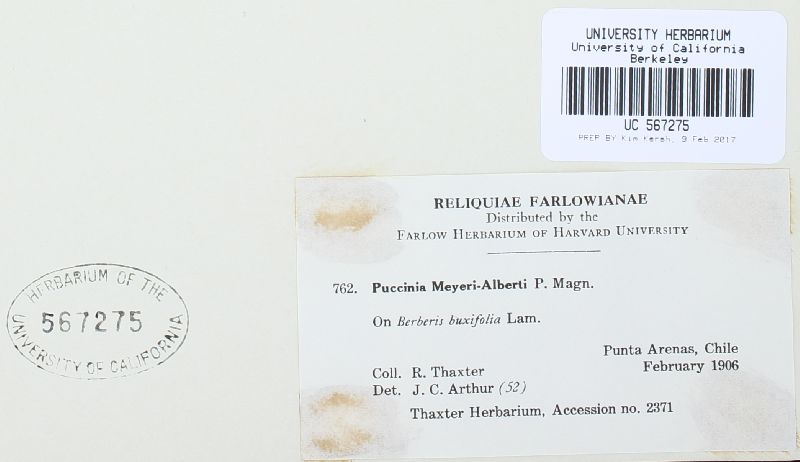 UNIVERSITY HERBARIUM
University of California
Berkeley
UC 567275
PREP BY Kim Kersh, 9 Feb 2017
RELIQUIAE FARLOWIANAE
Distributed by the
FARLOW HERBARIUM OF HARVARD UNIVERSITY
762. Puccinia Meyeri-Alberti P. Magn.
On Berberis buxifolia Lam.
Punta Arenas, Chile
February 1906
Coll. R. Thaxter
Det. J. C. Arthur (52)
Thaxter Herbarium, Accession no. 2371
HERBARIUM OF THE
567275
UNIVERSITY OF CALIFORNIA